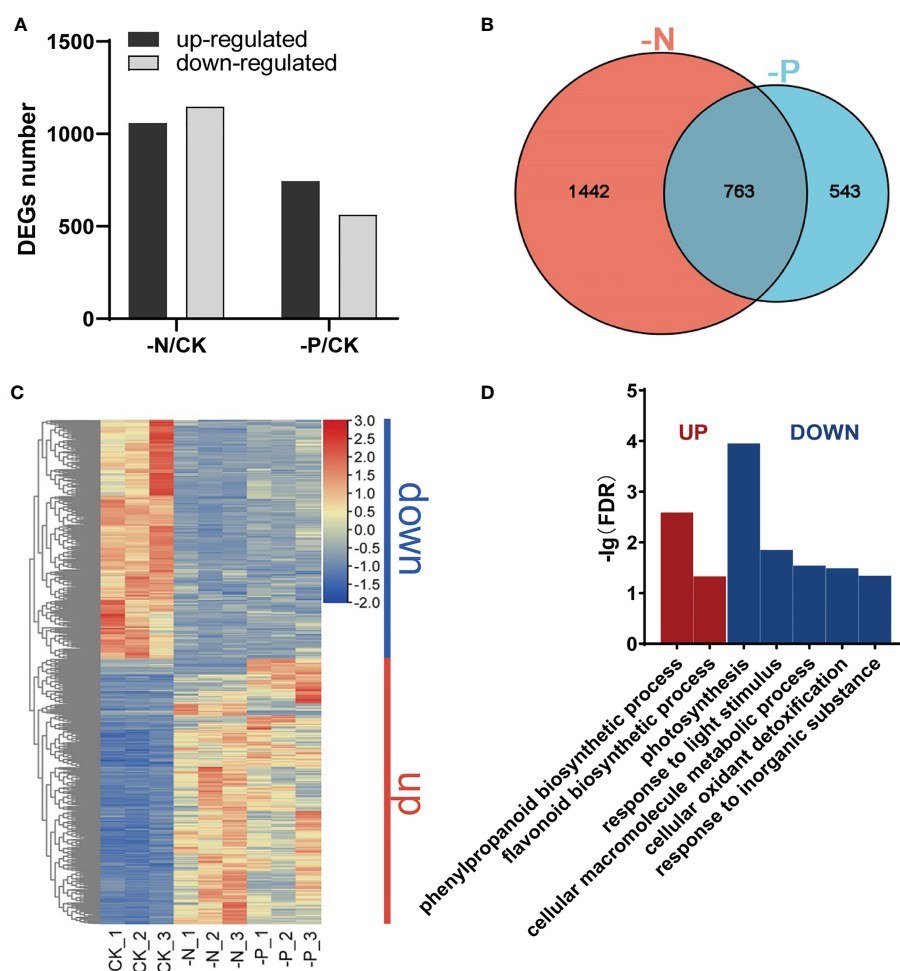 A
1500
1000
500
0
DEGs number
up-regulated
down-regulated
-N/CK
-P/CK
B
-N
-P
1442
763
543
C
3.0
2.5
2.0
1.5
1.0
0.5
0.0
-0.5
-1.0
-1.5
-2.0
down
up
CK_1
CK_2
CK_3
-N_1
-N_2
-N_3
-P_1
-P_2
-P_3
D
5
4
3
2
1
0
-lg(FDR)
UP
DOWN
phenylpropanoid biosynthetic process
flavonoid biosynthetic process
photosynthesis
response to light stimulus
cellular macromolecule metabolic process
cellular oxidant detoxification
response to inorganic substance